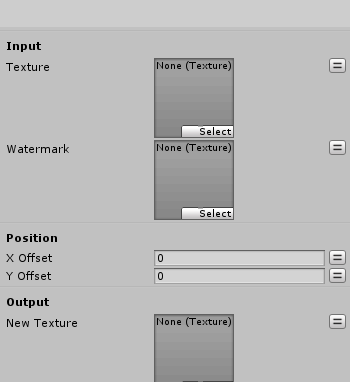 Input
Texture
None (Texture)
Select
Watermark
None (Texture)
Select
Position
X Offset
0
Y Offset
0
Output
New Texture
None (Texture)